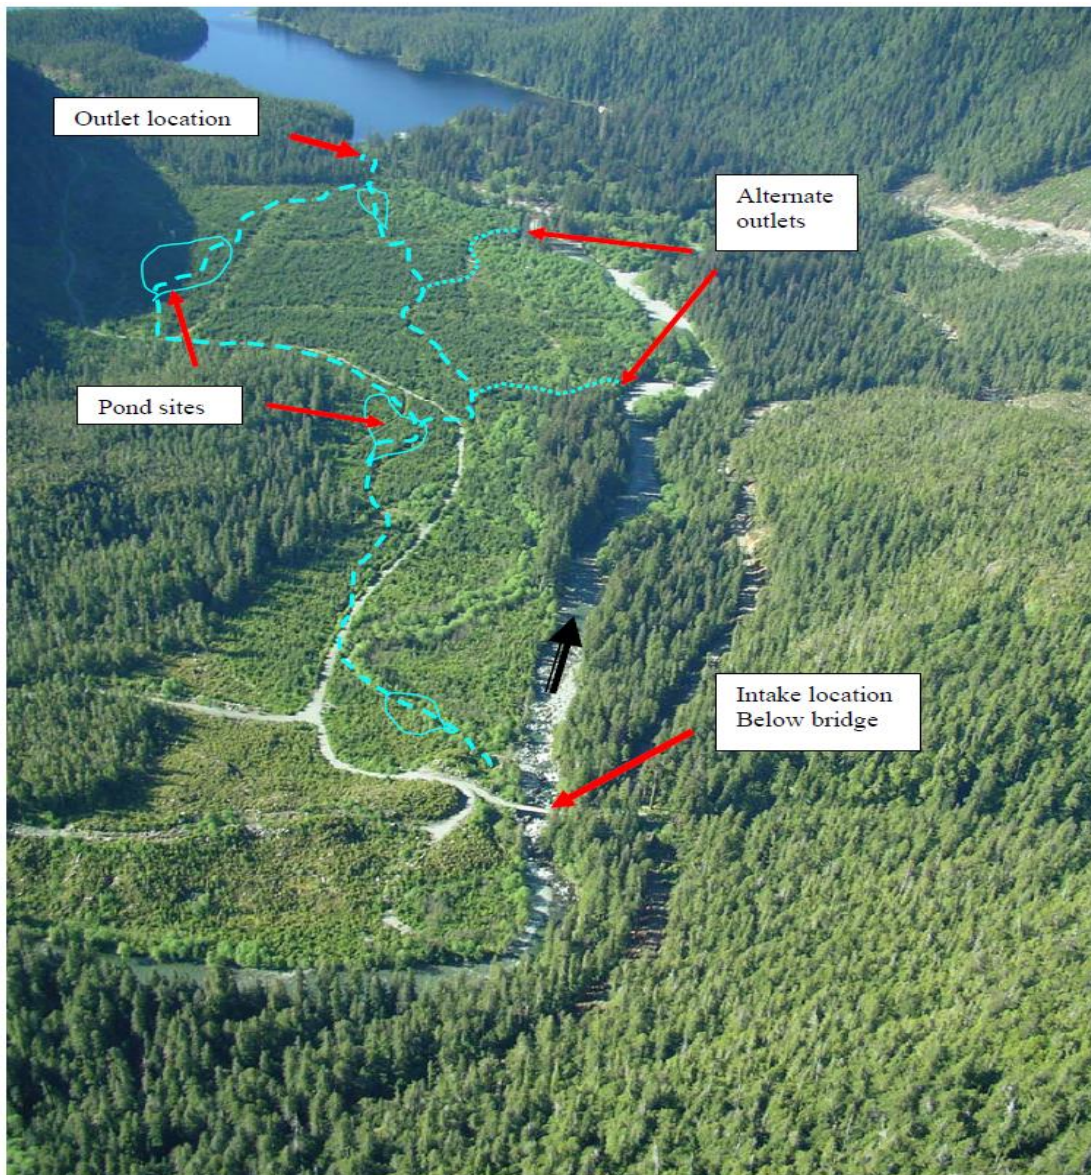 Outlet location
Alternate
outlets
Pond sites
Intake location
Below bridge